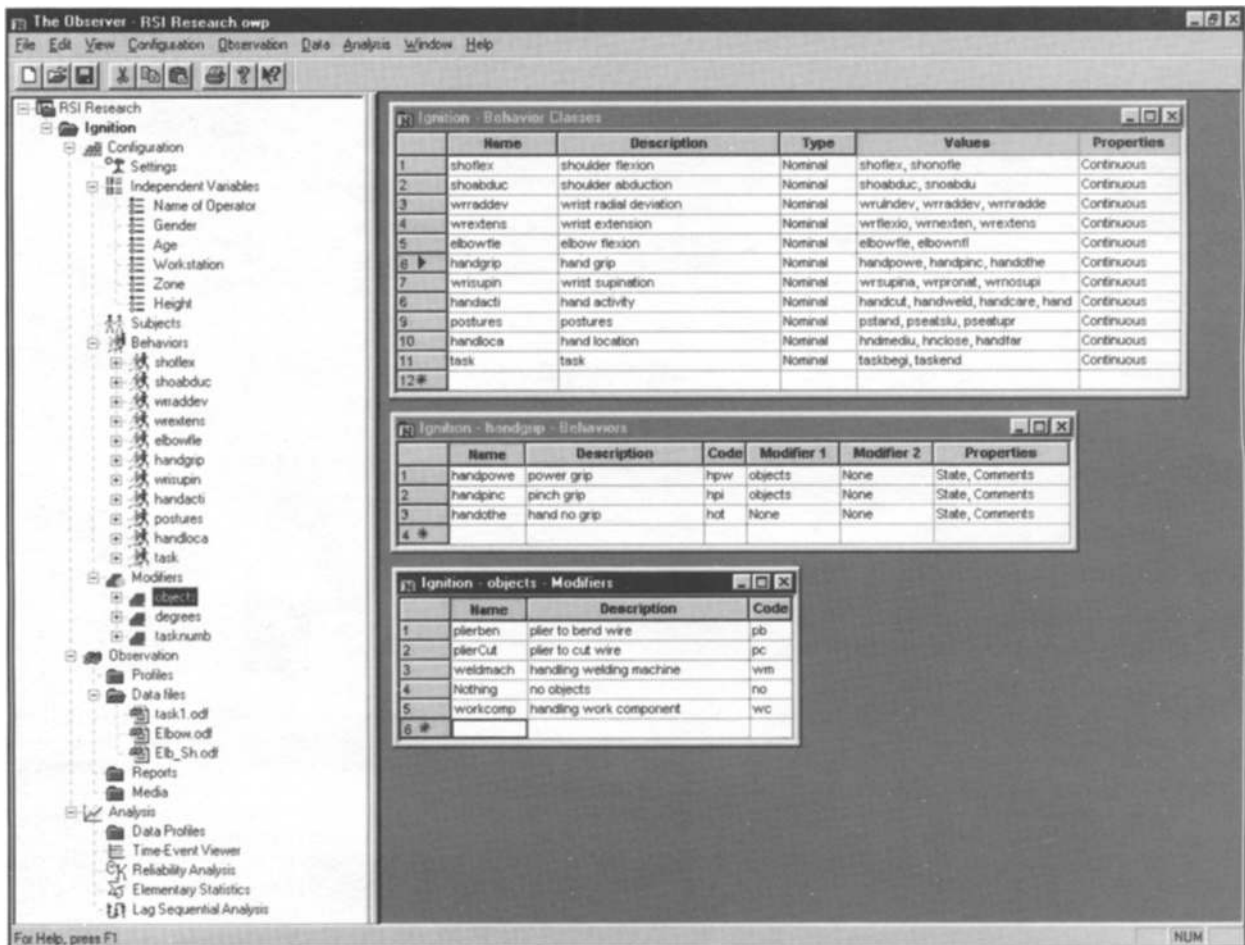 The Observer - RSI Research.owp
File Edit View Configuration Observation Data Analysis Window Help
RSI Research
Ignition
Configuration
Settings
Independent Variables
Name of Operator
Gender
Age
Workstation
Zone
Height
Subjects
Behaviors
shoflex
shoabduc
wrraddev
wrextens
elbowfle
handgrip
wrisupin
handacti
postures
handloca
task
Modifiers
objects
degrees
tasknumb
Observation
Profiles
Data files
task1.odf
Elbow.odf
Elb_Sh.odf
Reports
Media
Analysis
Data Profiles
Time-Event Viewer
Reliability Analysis
Elementary Statistics
Lag Sequential Analysis
Ignition - Behavior Classes
Name Description Type Values Properties
1 shoflex shoulder flexion Nominal shoflex, shonofle Continuous
2 shoabduc shoulder abduction Nominal shoabduc, snoabdu Continuous
3 wrraddev wrist radial deviation Nominal wrulndev, wrraddev, wrnradde Continuous
4 wrextens wrist extension Nominal wrflexio, wrnexten, wrextens Continuous
5 elbowfle elbow flexion Nominal elbowfle, elbownfl Continuous
6 handgrip hand grip Nominal handpowe, handpinc, handothe Continuous
7 wrisupin wrist supination Nominal wrsupina, wrpronat, wrnosupi Continuous
8 handacti hand activity Nominal handcut, handweld, handcare, hand Continuous
9 postures postures Nominal pstand, pseatslu, pseatupr Continuous
10 handloca hand location Nominal hndmediu, hnclose, handfar Continuous
11 task task Nominal taskbegi, taskend Continuous
12*
Ignition - handgrip - Behaviors
Name Description Code Modifier 1 Modifier 2 Properties
1 handpowe power grip hpw objects None State, Comments
2 handpinc pinch grip hpi objects None State, Comments
3 handothe hand no grip hot None None State, Comments
4 *
Ignition - objects - Modifiers
Name Description Code
1 plierben plier to bend wire pb
2 plierCut plier to cut wire pc
3 weldmach handling welding machine wm
4 Nothing no objects no
5 workcomp handling work component wc
6 *
For Help, press F1
NUM